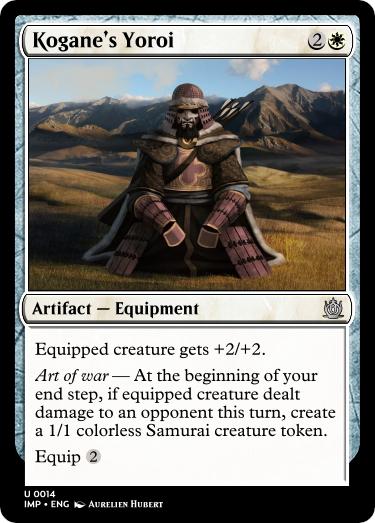 Kogane's Yoroi 2
Artifact — Equipment
Equipped creature gets +2/+2.
Art of war — At the beginning of your
end step, if equipped creature dealt
damage to an opponent this turn, create
a 1/1 colorless Samurai creature token.
Equip 2
U 0014
IMP • ENG Aurelien Hubert